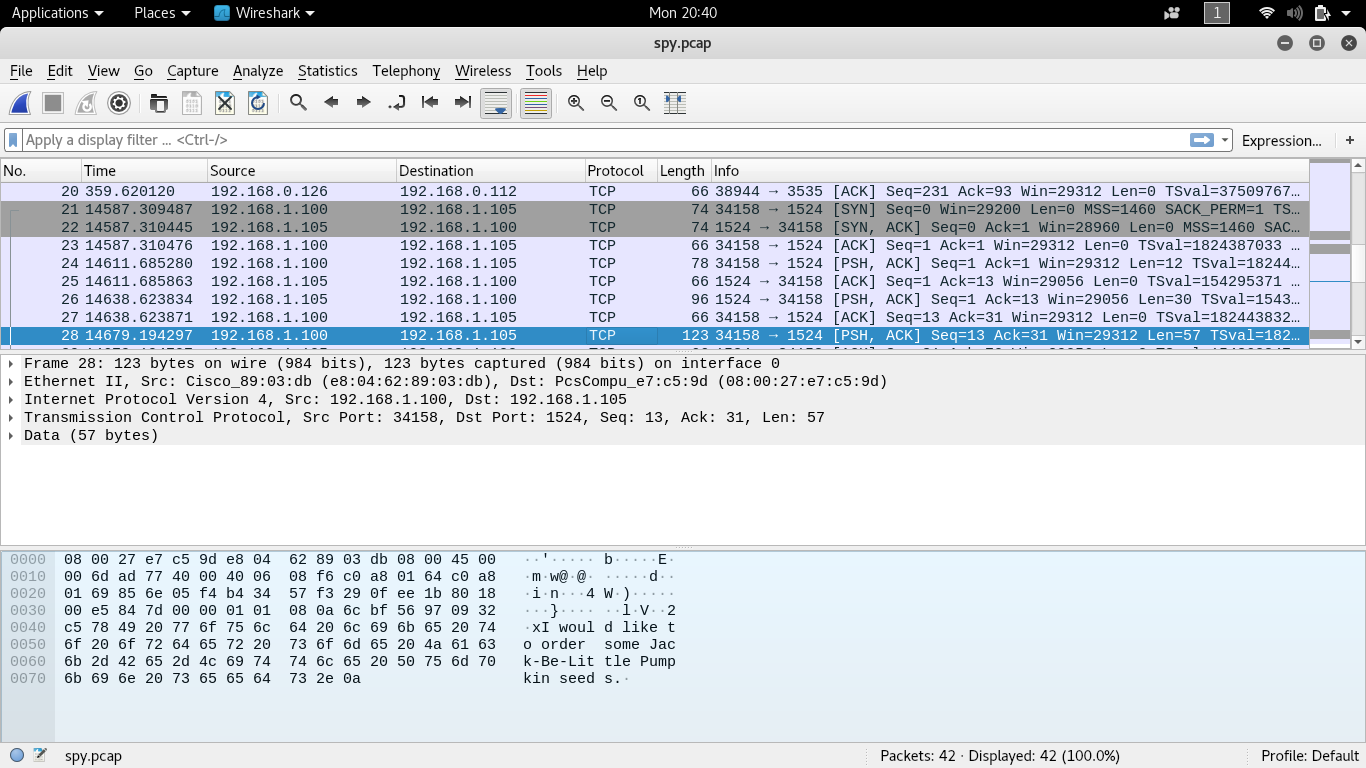 Applications Places Wireshark Mon 20:40 1
spy.pcap
File Edit View Go Capture Analyze Statistics Telephony Wireless Tools Help
Apply a display filter ... <Ctrl-/> Expression... +
No. Time Source Destination Protocol Length Info
20 359.620120 192.168.0.126 192.168.0.112 TCP 66 38944 → 3535 [ACK] Seq=231 Ack=93 Win=29312 Len=0 TSval=37509767…
21 14587.309487 192.168.1.100 192.168.1.105 TCP 74 34158 → 1524 [SYN] Seq=0 Win=29200 Len=0 MSS=1460 SACK_PERM=1 TS…
22 14587.310445 192.168.1.105 192.168.1.100 TCP 74 1524 → 34158 [SYN, ACK] Seq=0 Ack=1 Win=28960 Len=0 MSS=1460 SAC…
23 14587.310476 192.168.1.100 192.168.1.105 TCP 66 34158 → 1524 [ACK] Seq=1 Ack=1 Win=29312 Len=0 TSval=1824387033 …
24 14611.685280 192.168.1.100 192.168.1.105 TCP 78 34158 → 1524 [PSH, ACK] Seq=1 Ack=1 Win=29312 Len=12 TSval=18244…
25 14611.685863 192.168.1.105 192.168.1.100 TCP 66 1524 → 34158 [ACK] Seq=1 Ack=13 Win=29056 Len=0 TSval=154295371 …
26 14638.623834 192.168.1.105 192.168.1.100 TCP 96 1524 → 34158 [PSH, ACK] Seq=1 Ack=13 Win=29056 Len=30 TSval=1543…
27 14638.623871 192.168.1.100 192.168.1.105 TCP 66 34158 → 1524 [ACK] Seq=13 Ack=31 Win=29312 Len=0 TSval=182443832…
28 14679.194297 192.168.1.100 192.168.1.105 TCP 123 34158 → 1524 [PSH, ACK] Seq=13 Ack=31 Win=29312 Len=57 TSval=182…
Frame 28: 123 bytes on wire (984 bits), 123 bytes captured (984 bits) on interface 0
Ethernet II, Src: Cisco_89:03:db (e8:04:62:89:03:db), Dst: PcsCompu_e7:c5:9d (08:00:27:e7:c5:9d)
Internet Protocol Version 4, Src: 192.168.1.100, Dst: 192.168.1.105
Transmission Control Protocol, Src Port: 34158, Dst Port: 1524, Seq: 13, Ack: 31, Len: 57
Data (57 bytes)
0000 08 00 27 e7 c5 9d e8 04 62 89 03 db 08 00 45 00 ··'····· b·····E·
0010 00 6d ad 77 40 00 40 06 08 f6 c0 a8 01 64 c0 a8 ·m·w@·@· ·····d··
0020 01 69 85 6e 05 f4 b4 34 57 f3 29 0f ee 1b 80 18 ·i·n···4 W·)·····
0030 00 e5 84 7d 00 00 01 01 08 0a 6c bf 56 97 09 32 ···}···· ··l·V··2
0040 c5 78 49 20 77 6f 75 6c 64 20 6c 69 6b 65 20 74 ·xI woul d like t
0050 6f 20 6f 72 64 65 72 20 73 6f 6d 65 20 4a 61 63 o order  some Jac
0060 6b 2d 42 65 2d 4c 69 74 74 6c 65 20 50 75 6d 70 k-Be-Lit tle Pump
0070 6b 69 6e 20 73 65 65 64 73 2e 0a kin seed s.·
spy.pcap Packets: 42 · Displayed: 42 (100.0%) Profile: Default